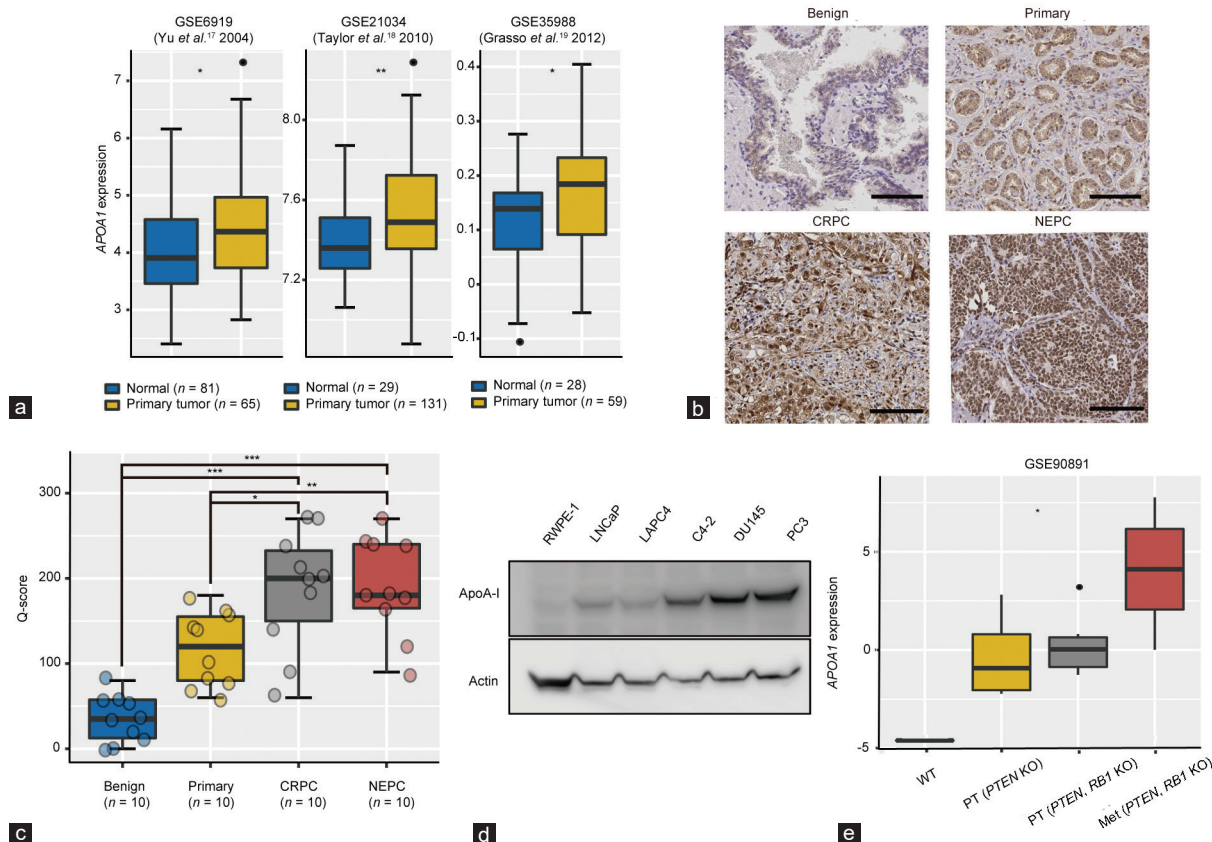 GSE6919
(Yu et al.17 2004)
GSE21034
(Taylor et al.18 2010)
GSE35988
(Grasso et al.19 2012)
APOA1 expression
7
6
5
4
3
*
8.0
7.6
7.2
**
0.4
0.3
0.2
0.1
0
-0.1
*
Normal (n = 81)
Primary tumor (n = 65)
Normal (n = 29)
Primary tumor (n = 131)
Normal (n = 28)
Primary tumor (n = 59)
a
Benign
Primary
CRPC
NEPC
b
Q-score
300
200
100
0
***
***
**
*
Benign
(n = 10)
Primary
(n = 10)
CRPC
(n = 10)
NEPC
(n = 10)
c
RWPE-1
LNCaP
LAPC4
C4-2
DU145
PC3
ApoA-I
Actin
d
GSE90891
APOA1 expression
5
0
-5
*
WT
PT (PTEN KO)
PT (PTEN, RB1 KO)
Met (PTEN, RB1 KO)
e